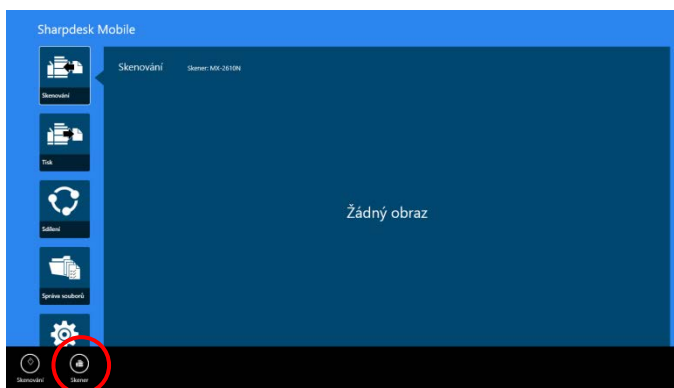 Sharpdesk Mobile
Skenování
Skenování Skener: MX-2610N
Tisk
Sdílení
Žádný obraz
Správa souborů
Skenování Skener